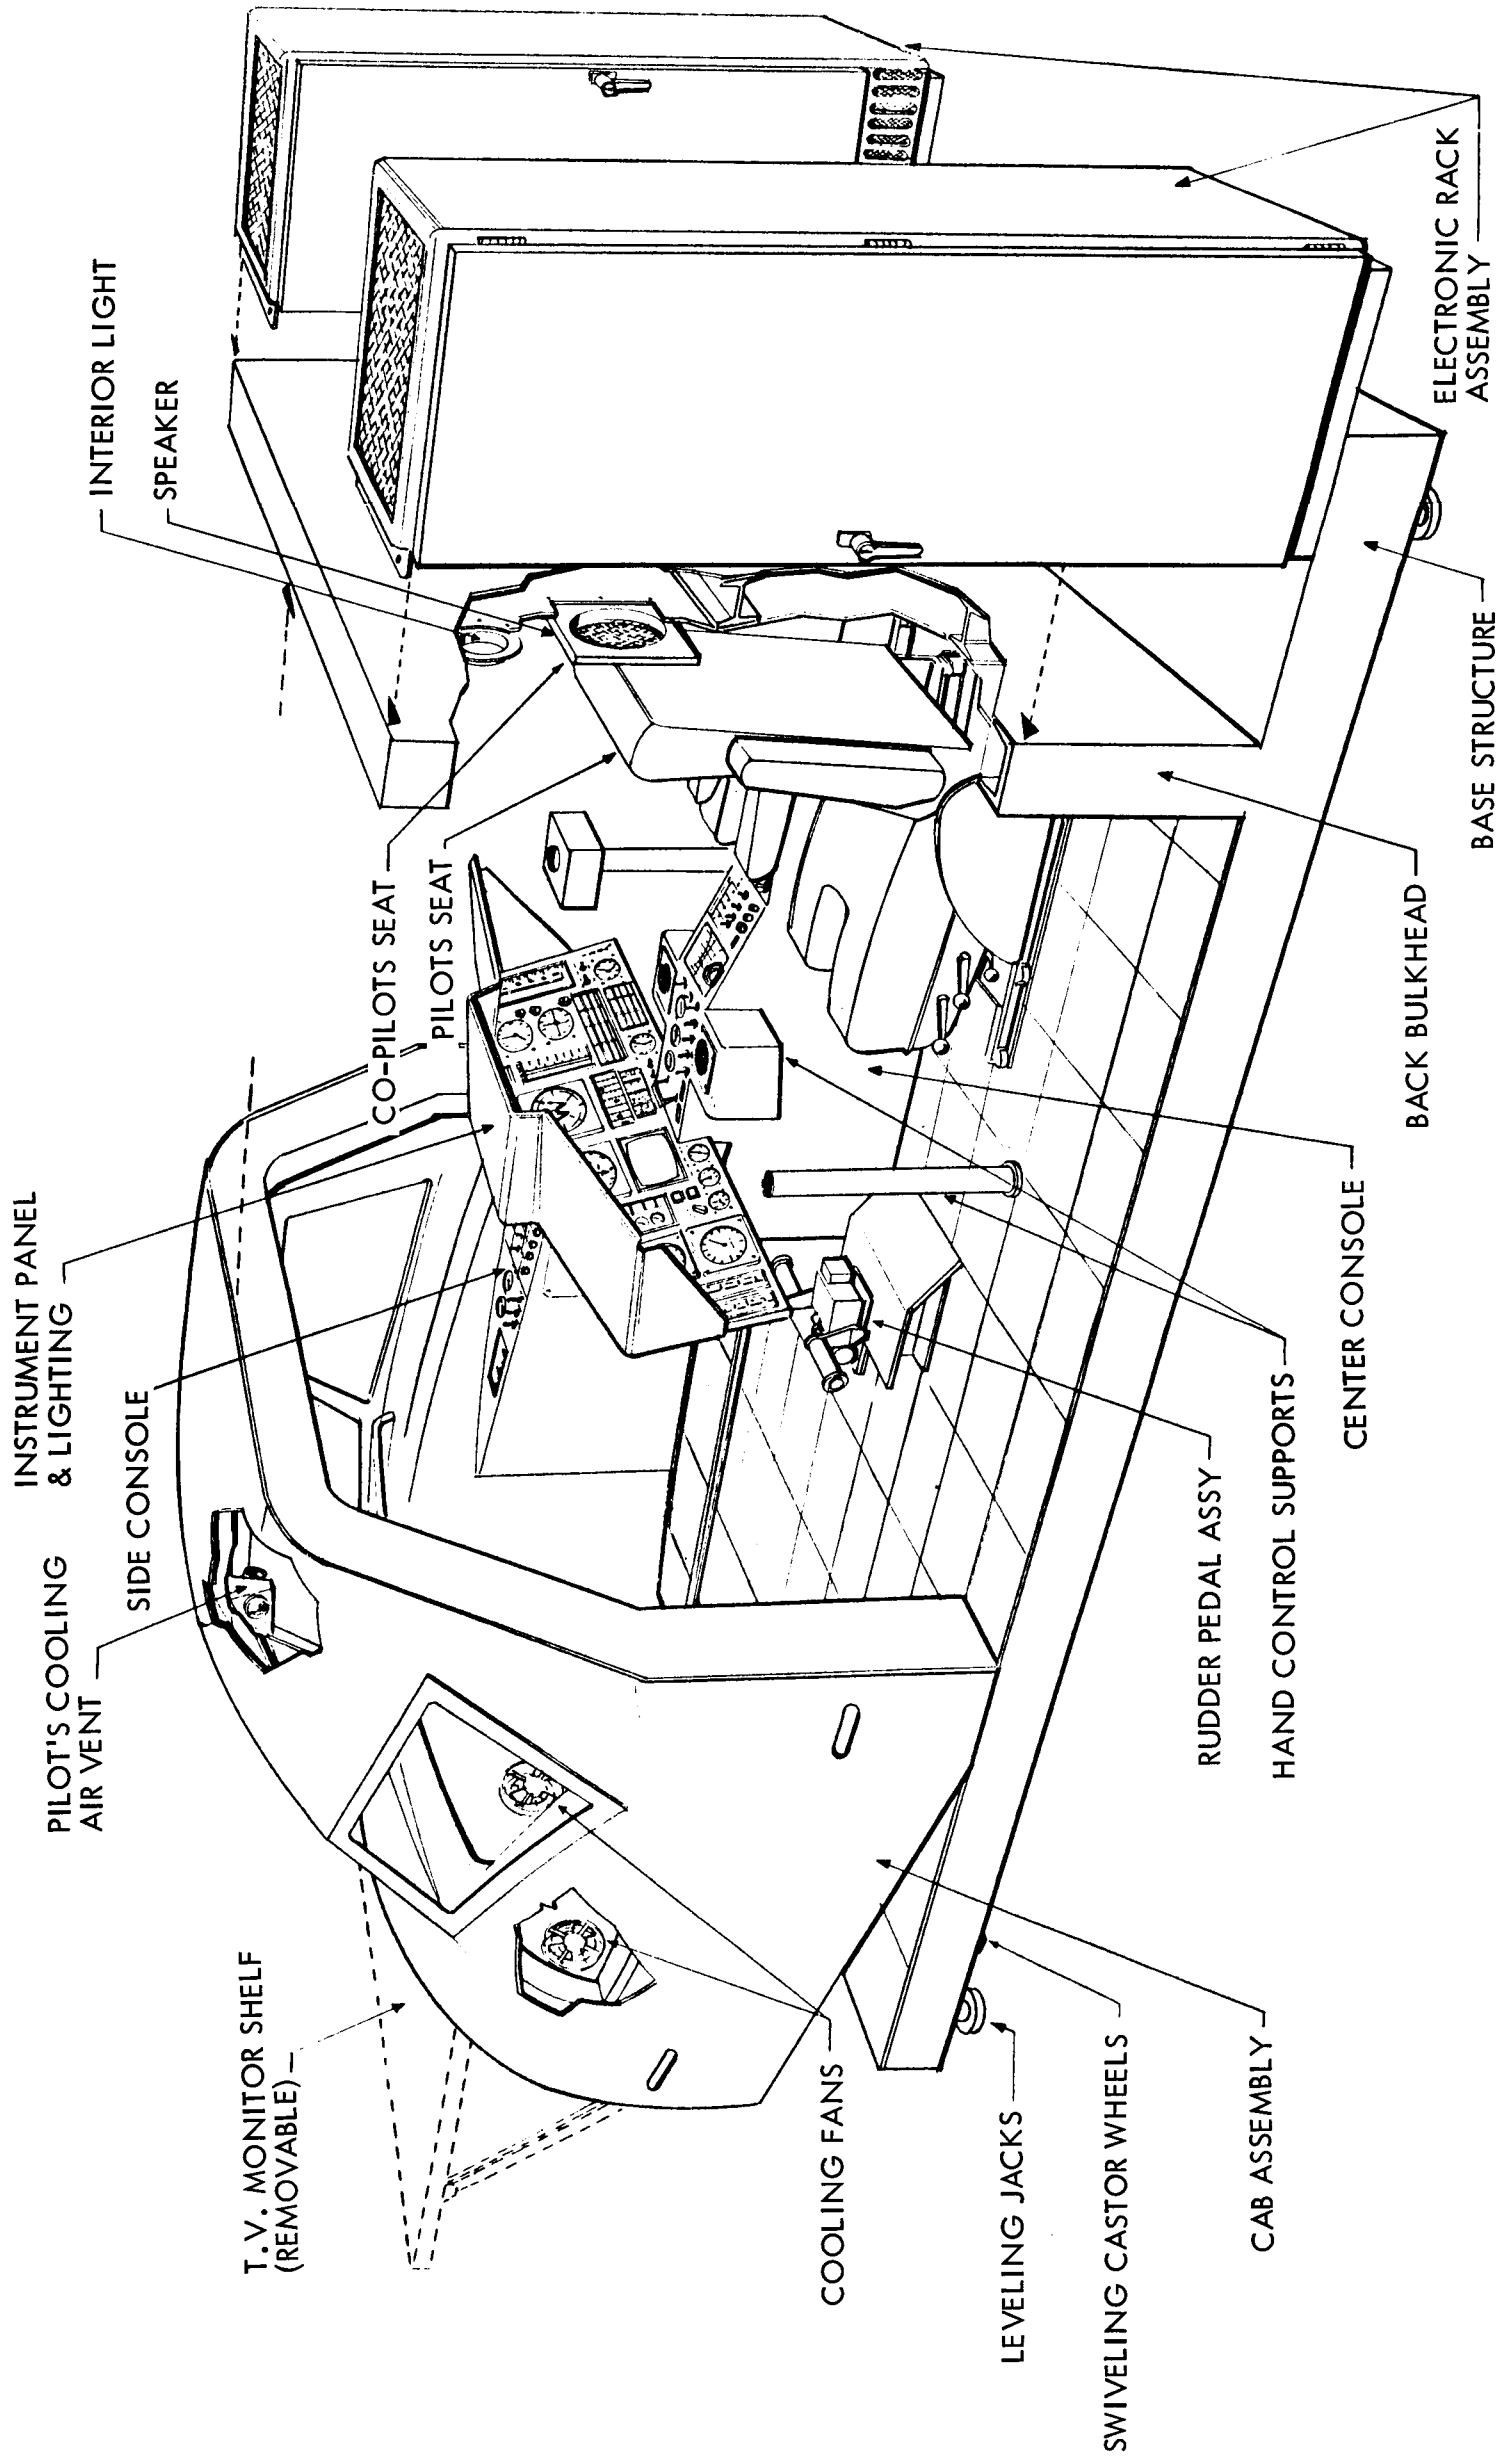 T.V. MONITOR SHELF
(REMOVABLE)
PILOT'S COOLING
AIR VENT
INSTRUMENT PANEL
& LIGHTING
SIDE CONSOLE
INTERIOR LIGHT
SPEAKER
CO-PILOTS SEAT
PILOTS SEAT
COOLING FANS
LEVELING JACKS
SWIVELING CASTOR WHEELS
CAB ASSEMBLY
RUDDER PEDAL ASSY
HAND CONTROL SUPPORTS
CENTER CONSOLE
BACK BULKHEAD
BASE STRUCTURE
ELECTRONIC RACK
ASSEMBLY